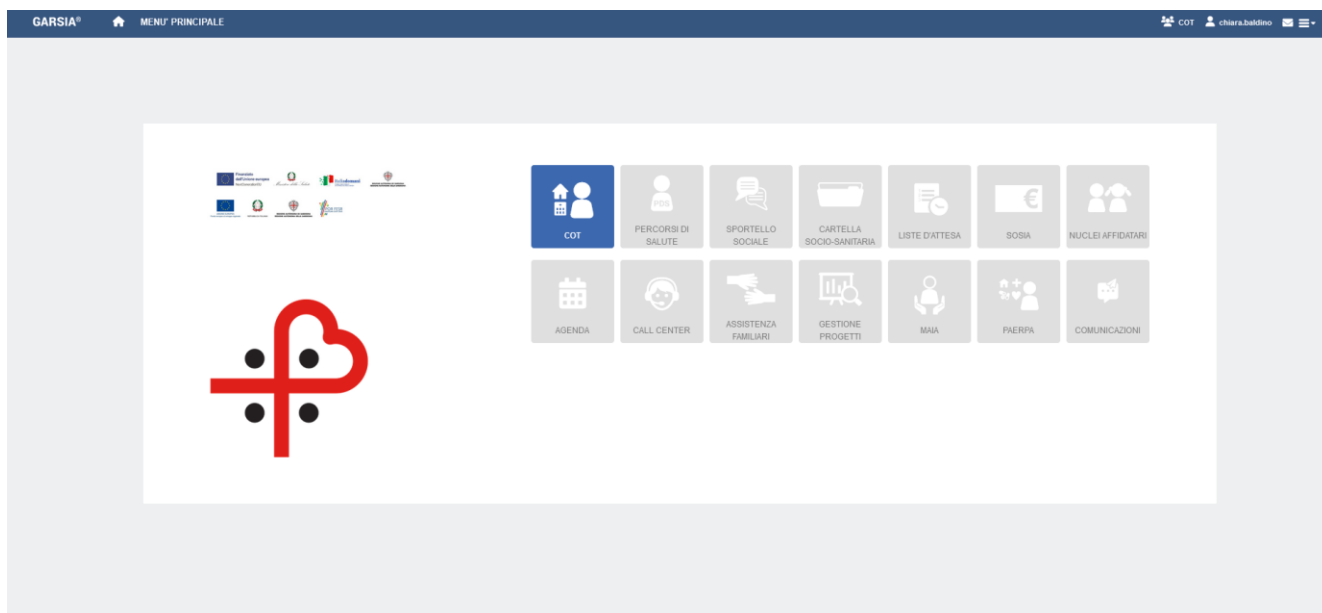 GARSIA® MENU' PRINCIPALE COT chiara.baldino
COT
PERCORSI DI
SALUTE
SPORTELLO
SOCIALE
CARTELLA
SOCIO-SANITARIA
LISTE D'ATTESA
SOSIA
NUCLEI AFFIDATARI
POS
€
AGENDA
CALL CENTER
ASSISTENZA
FAMILIARI
GESTIONE
PROGETTI
MAIA
PAERPA
COMUNICAZIONI